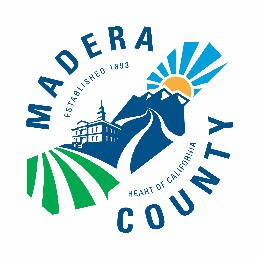 MADERA
ESTABLISHED 1893
HEART OF CALIFORNIA
COUNTY